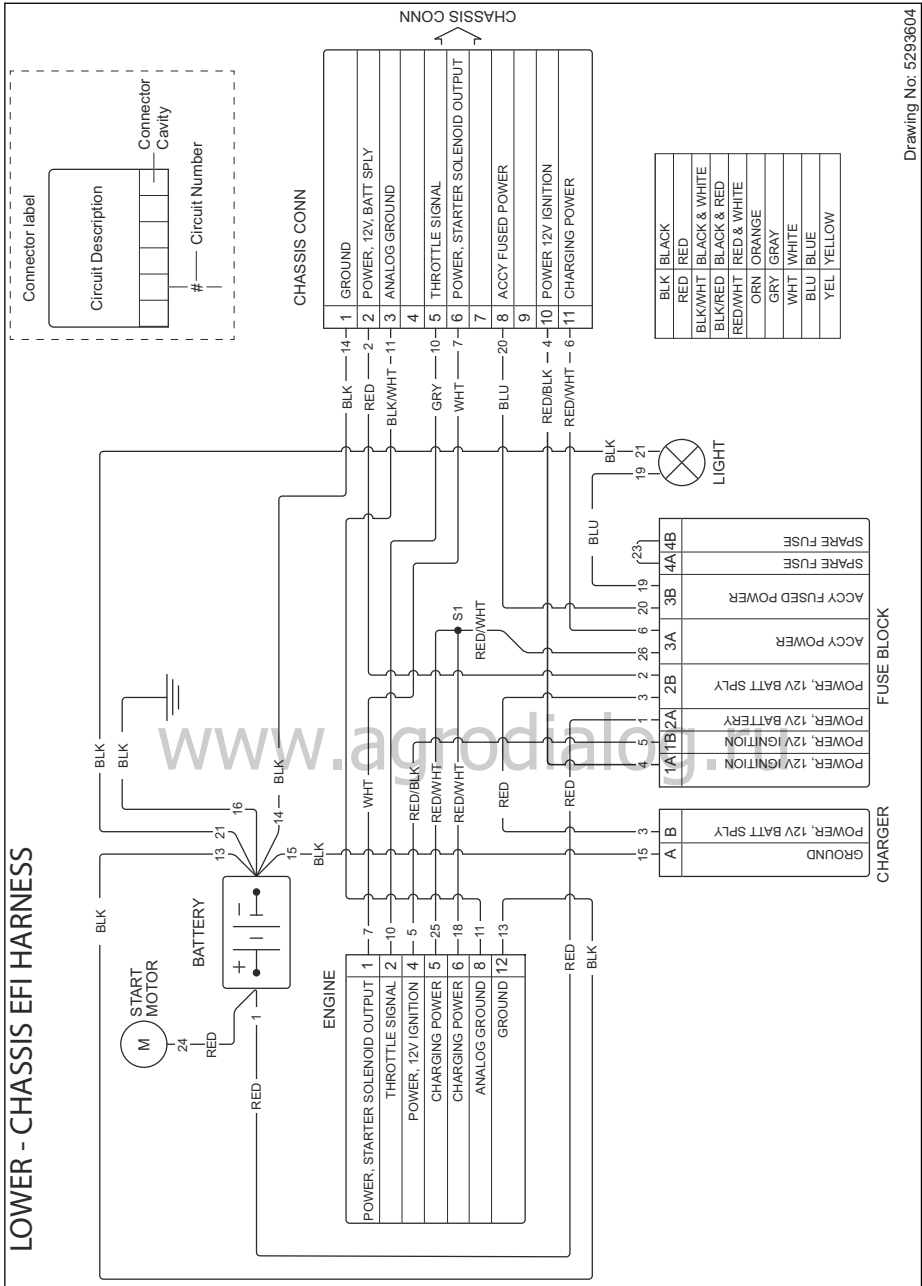 LOWER - CHASSIS EFI HARNESS
Connector label
Circuit Description
Connector
Cavity
#
Circuit Number
CHASSIS CONN
CHASSIS CONN
1 GROUND
2 POWER, 12V, BATT SPLY
3 ANALOG GROUND
4
5 THROTTLE SIGNAL
6 POWER, STARTER SOLENOID OUTPUT
7
8 ACCY FUSED POWER
9
10 POWER 12V IGNITION
11 CHARGING POWER
BLK 14
RED 2
BLK/WHT 11
GRY 10
WHT 7
BLU 20
RED/BLK 4
RED/WHT 6
BLK BLACK
RED RED
BLK/WHT BLACK & WHITE
BLK/RED BLACK & RED
RED/WHT RED & WHITE
ORN ORANGE
GRY GRAY
WHT WHITE
BLU BLUE
YEL YELLOW
START
MOTOR
M
24
RED
1
RED
BATTERY
+ -
BLK
13
21
16
14
15
BLK
BLK
BLK
BLK
ENGINE
POWER, STARTER SOLENOID OUTPUT 1 7
THROTTLE SIGNAL 2 10
POWER, 12V IGNITION 4 5
CHARGING POWER 5 25
CHARGING POWER 6 18
ANALOG GROUND 8 11
GROUND 12 13
WHT
RED/BLK
RED/WHT
RED/WHT
S1
RED/WHT
RED
RED
RED
BLK
BLU
BLK
19 21
LIGHT
15 A GROUND
3 B POWER, 12V BATT SPLY
CHARGER
4 1A POWER, 12V IGNITION
5 1B POWER, 12V IGNITION
1 2A POWER, 12V BATTERY
3 2 2B POWER, 12V BATT SPLY
26 6 3A ACCY POWER
20 19 3B ACCY FUSED POWER
23
4A SPARE FUSE
4B SPARE FUSE
FUSE BLOCK
www.agrodialog.ru
Drawing No: 5293604